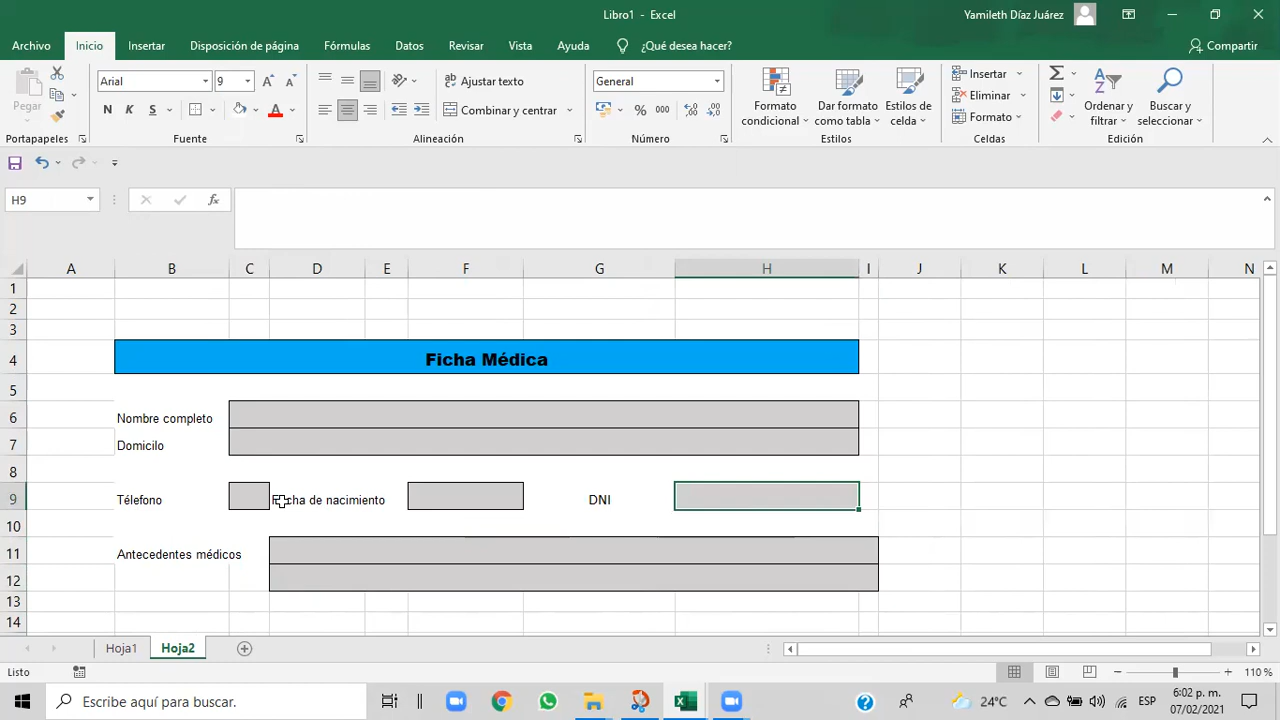 Libro1 - Excel
Yamileth Díaz Juárez
Archivo
Inicio
Insertar
Disposición de página
Fórmulas
Datos
Revisar
Vista
Ayuda
¿Qué desea hacer?
Compartir
Pegar
Arial
9
N K S
Ajustar texto
Combinar y centrar
General
% 000
Formato condicional
Dar formato como tabla
Estilos de celda
Insertar
Eliminar
Formato
Ordenar y filtrar
Buscar y seleccionar
Portapapeles
Fuente
Alineación
Número
Estilos
Celdas
Edición
H9
fx
A B C D E F G H I J K L M N
1
2
3
4 Ficha Médica
5
6 Nombre completo
7 Domicilo
8
9 Télefono Fecha de nacimiento DNI
10
11 Antecedentes médicos
12
13
14
Hoja1
Hoja2
Listo
110 %
Escribe aquí para buscar.
24°C
ESP
6:02 p. m.
07/02/2021